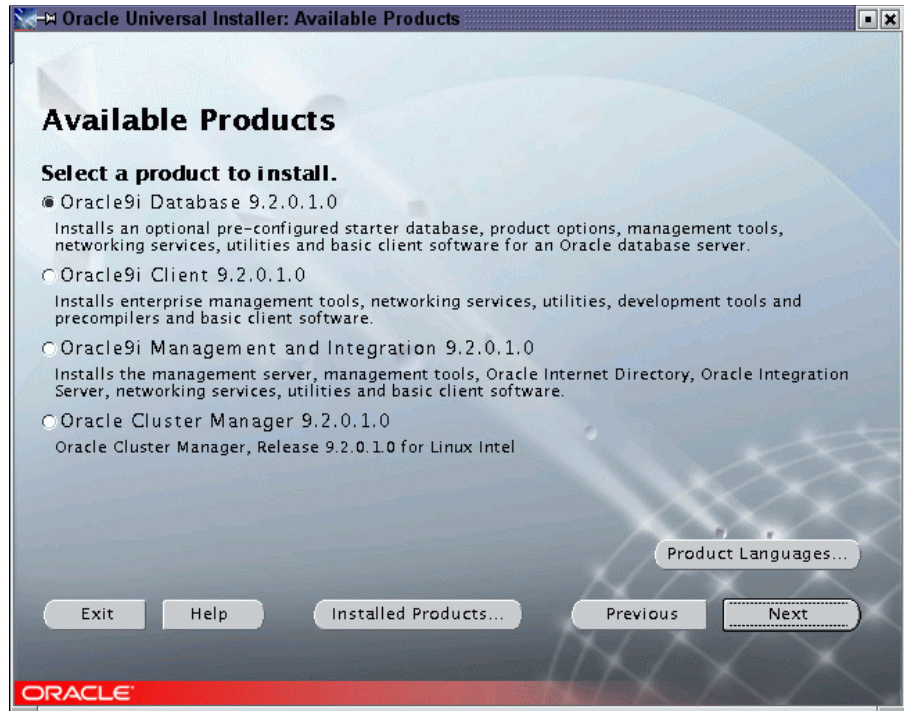 Oracle Universal Installer: Available Products
Available Products
Select a product to install.
Oracle9i Database 9.2.0.1.0
Installs an optional pre-configured starter database, product options, management tools,
networking services, utilities and basic client software for an Oracle database server.
Oracle9i Client 9.2.0.1.0
Installs enterprise management tools, networking services, utilities, development tools and
precompilers and basic client software.
Oracle9i Management and Integration 9.2.0.1.0
Installs the management server, management tools, Oracle Internet Directory, Oracle Integration
Server, networking services, utilities and basic client software.
Oracle Cluster Manager 9.2.0.1.0
Oracle Cluster Manager, Release 9.2.0.1.0 for Linux Intel
Product Languages...
Exit Help Installed Products... Previous Next
ORACLE